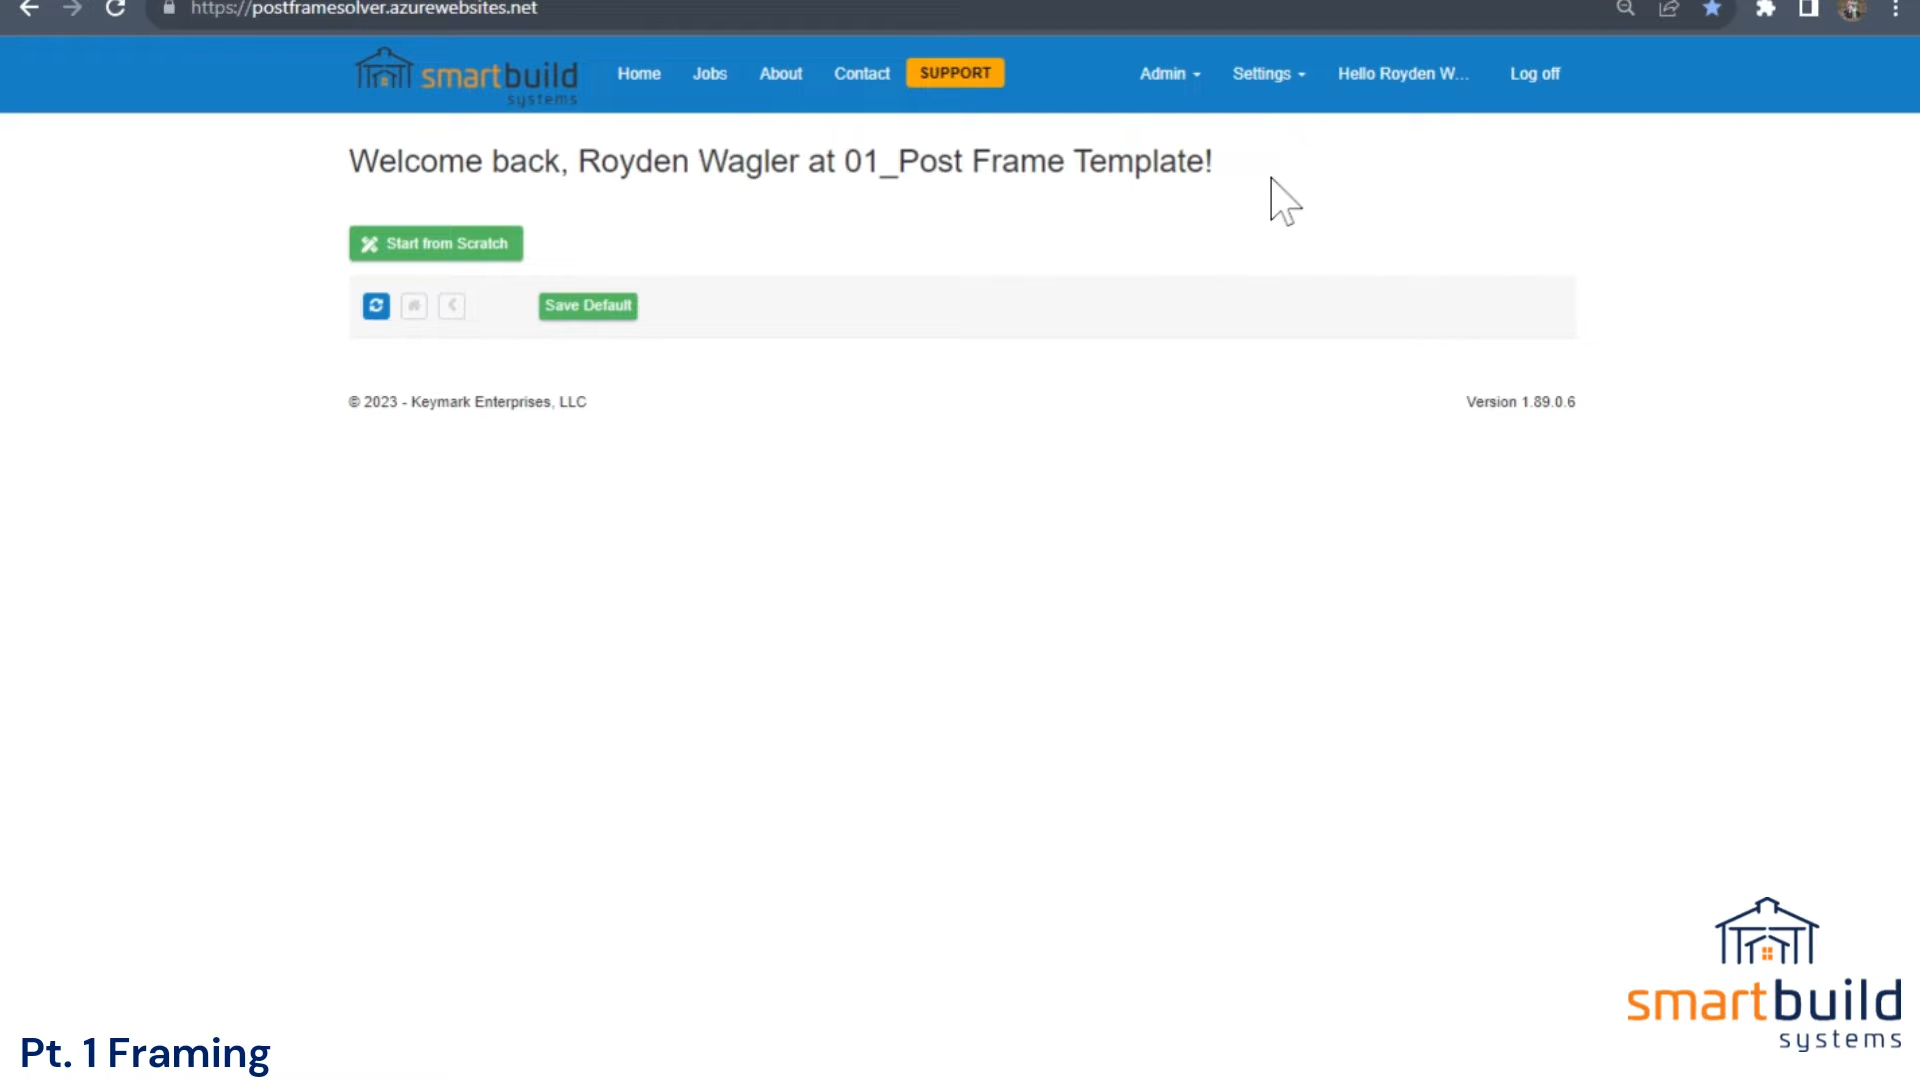 https://postframesolver.azurewebsites.net
smartbuild systems Home Jobs About Contact SUPPORT Admin Settings Hello Royden W... Log off
Welcome back, Royden Wagler at 01_Post Frame Template!
Start from Scratch
Save Default
© 2023 - Keymark Enterprises, LLC Version 1.89.0.6
smartbuild
systems
Pt. 1 Framing